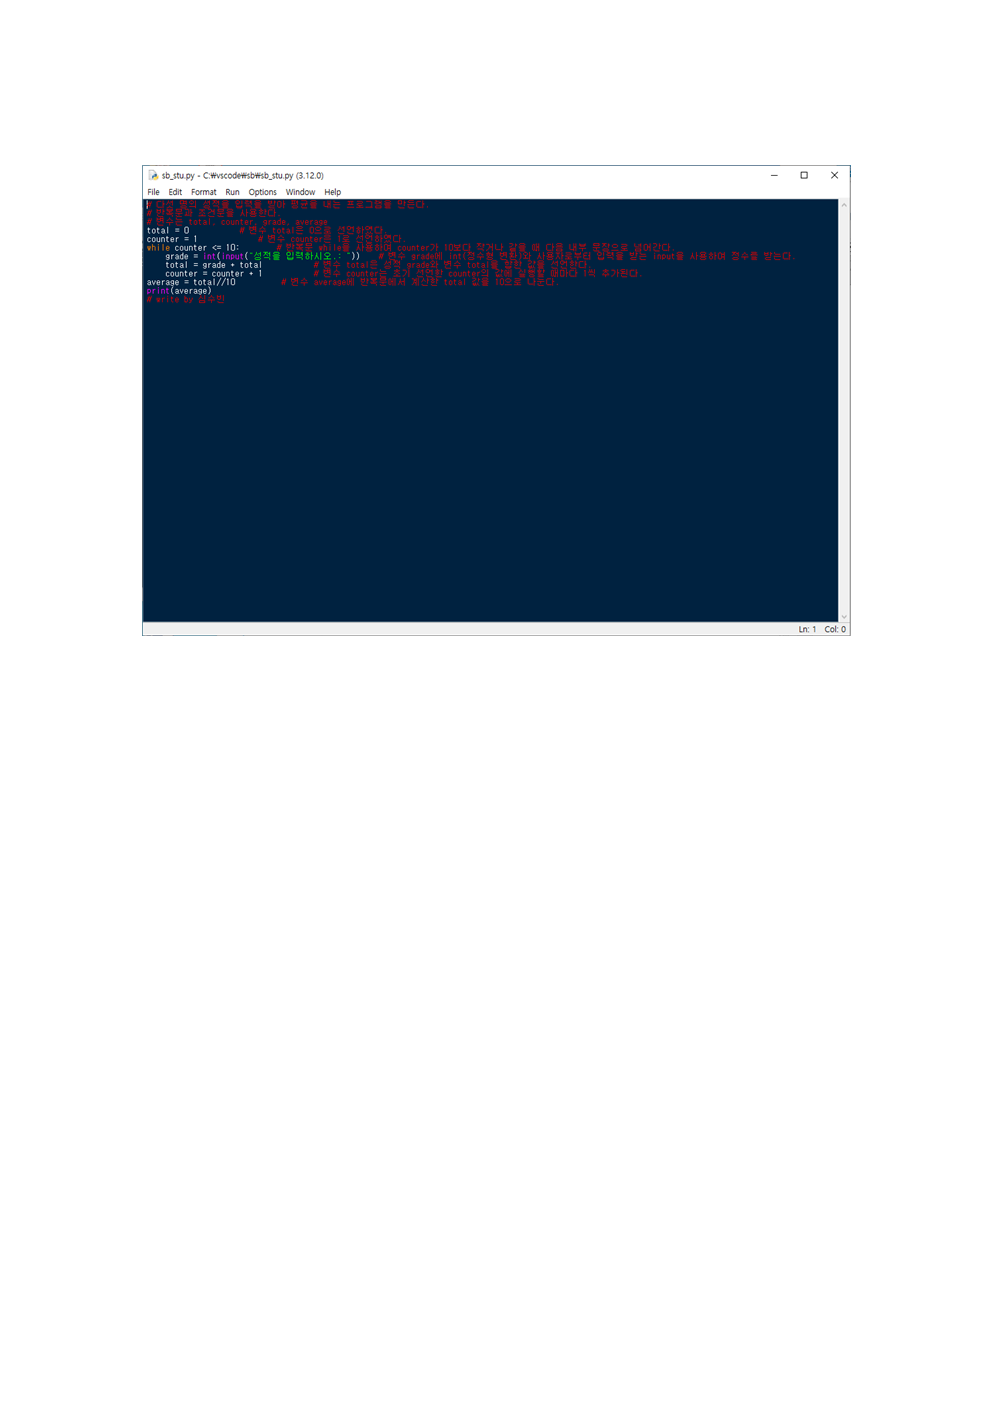 sb_stu.py - C:₩vscode₩sb₩sb_stu.py (3.12.0)
File Edit Format Run Options Window Help
# 다섯 명의 성적을 입력을 받아 평균을 내는 프로그램을 만든다.
# 반복문과 조건문을 사용한다.
# 변수는 total, counter, grade, average
total = 0 # 변수 total은 0으로 선언하였다.
counter = 1 # 변수 counter는 1로 선언하였다.
while counter <= 10: # 반복문 while을 사용하며 counter가 10보다 작거나 같을 때 다음 내부 문장으로 넘어간다.
grade = int(input("성적을 입력하시오.: ")) # 변수 grade에 int(정수형 변환)와 사용자로부터 입력을 받는 input을 사용하여 점수를 받는다.
total = grade + total # 변수 total은 성적 grade와 변수 total을 합한 값을 선언한다.
counter = counter + 1 # 변수 counter는 초기 선언한 counter의 값에 실행할 때마다 1씩 추가된다.
average = total//10 # 변수 average에 반복문에서 계산한 total 값을 10으로 나눈다.
print(average)
# write by
Ln: 1 Col: 0